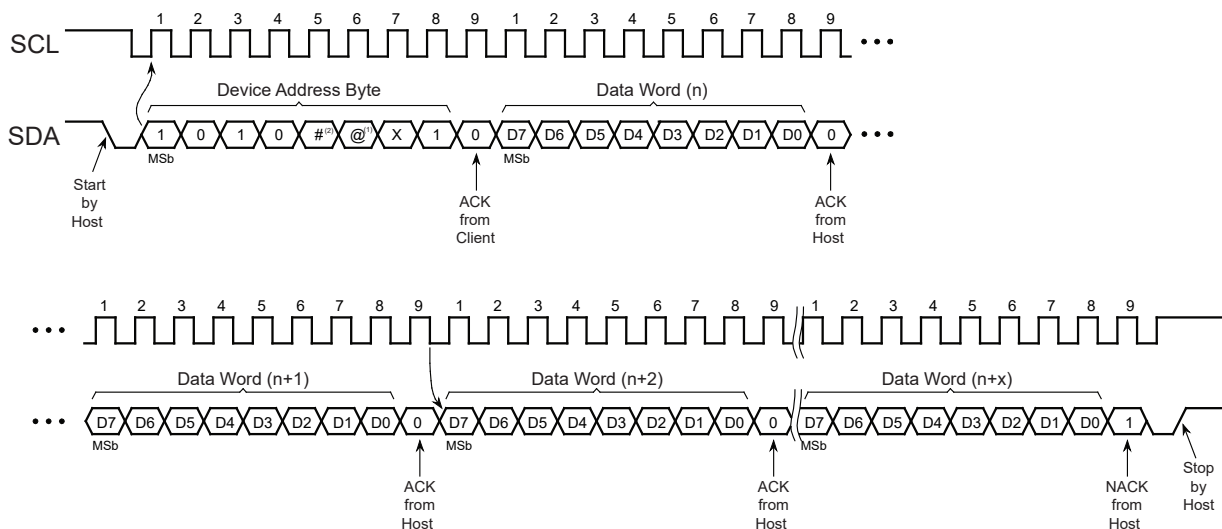 1 2 3 4 5 6 7 8 9 1 2 3 4 5 6 7 8 9
SCL
Device Address Byte Data Word (n)
SDA 1 0 1 0 #(2) @(1) X 1 0 D7 D6 D5 D4 D3 D2 D1 D0 0
MSb MSb
Start
by
Host
ACK
from
Client
ACK
from
Host
1 2 3 4 5 6 7 8 9 1 2 3 4 5 6 7 8 9 1 2 3 4 5 6 7 8 9
Data Word (n+1) Data Word (n+2) Data Word (n+x)
D7 D6 D5 D4 D3 D2 D1 D0 0 D7 D6 D5 D4 D3 D2 D1 D0 0 D7 D6 D5 D4 D3 D2 D1 D0 1
MSb MSb MSb
ACK
from
Host
ACK
from
Host
NACK
from
Host
Stop
by
Host